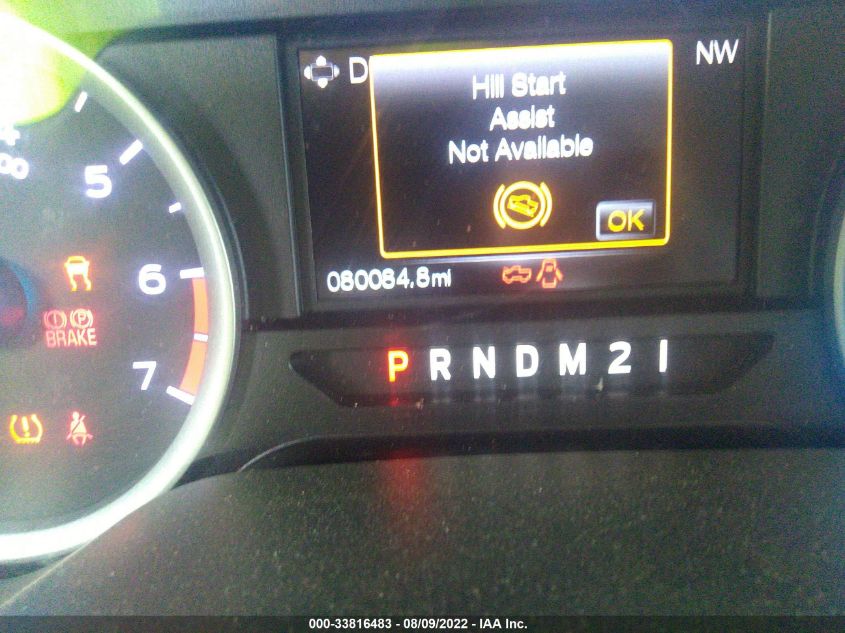 D
NW
Hill Start
Assist
Not Available
OK
080084.8mi
5
6
7
BRAKE
P R N D M 2 1
000-33816483 - 08/09/2022 - IAA Inc.